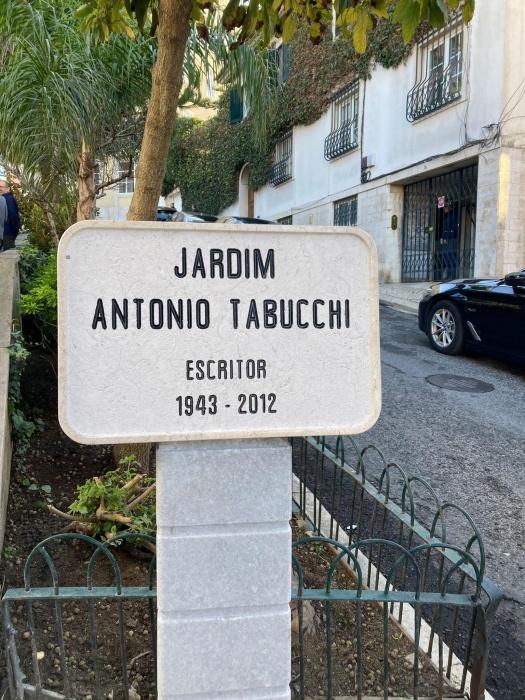 JARDIM
ANTONIO TABUCCHI
ESCRITOR
1943 - 2012